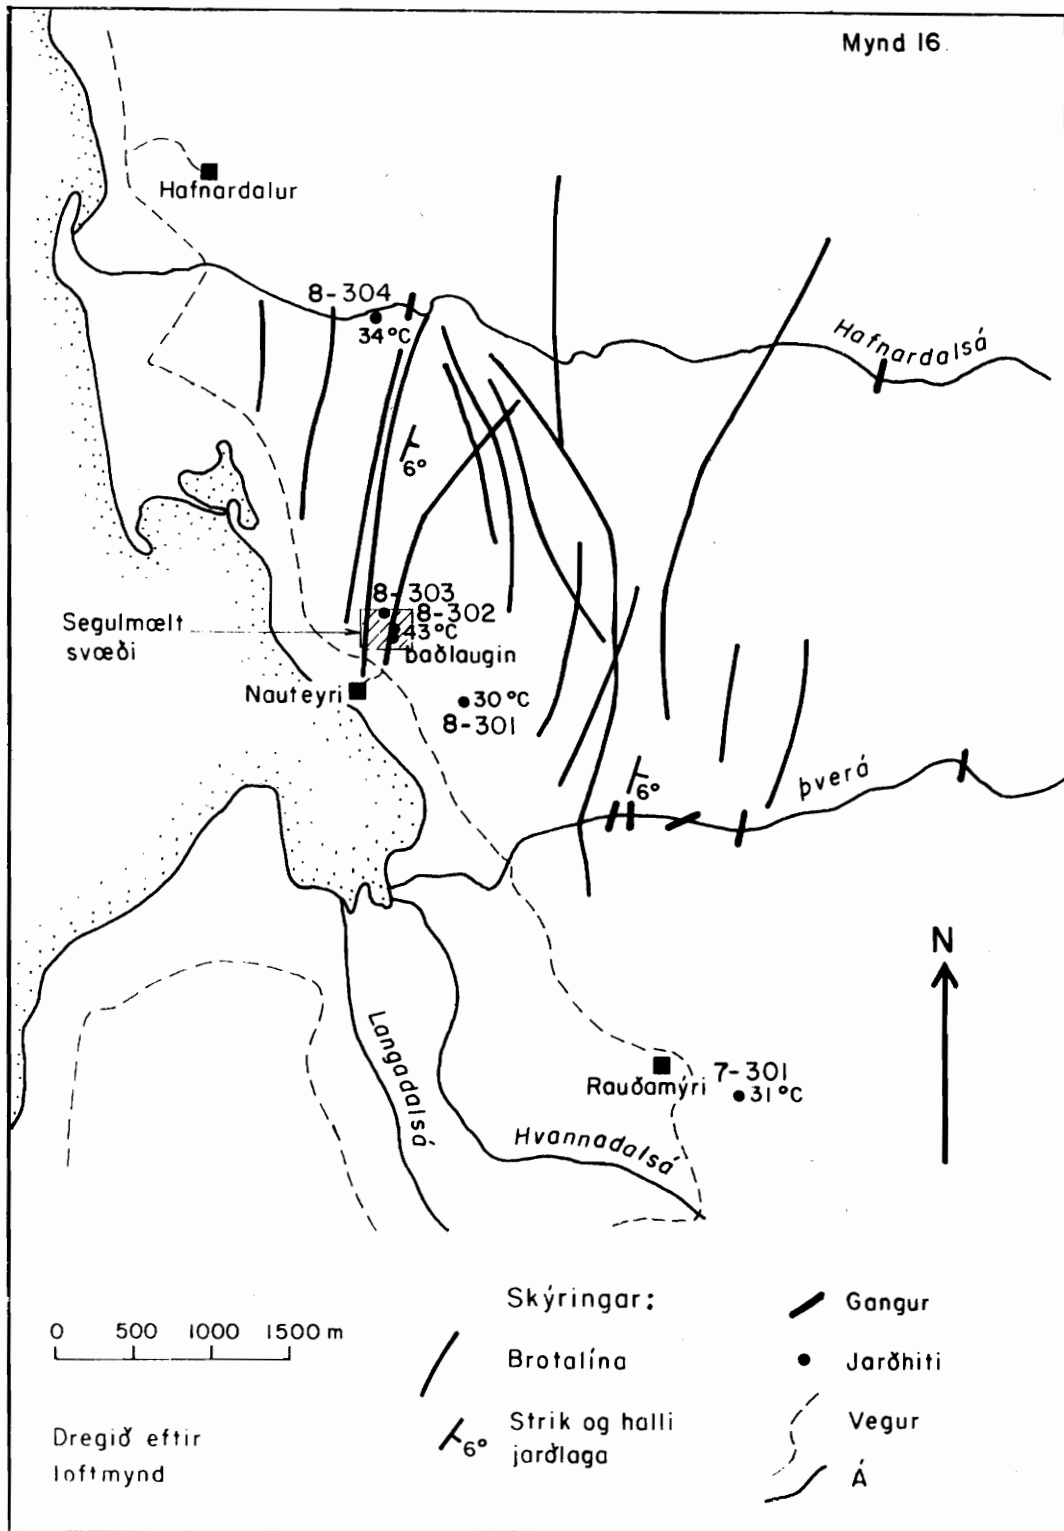 Mynd 16
Hafnardalur
8-304
34°C
Hafnardalsá
6°
8-303
8-302
43°C
Baðlaugin
Segulmælt
svæði
Nauteyri
30°C
8-301
6°
Þverá
N
Langadalsá
Rauðamýri
7-301
31°C
Hvannadalsá
Skýringar:
0 500 1000 1500 m
Brotalína
6°
Strik og halli
jarðlaga
Gangur
Jarðhiti
Vegur
Á
Dregið eftir
loftmynd